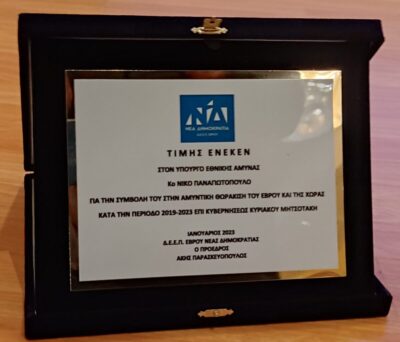 ΝΔ
ΝΕΑ ΔΗΜΟΚΡΑΤΙΑ
ΤΙΜΗΣ ΕΝΕΚΕΝ
ΣΤΟΝ ΥΠΟΥΡΓΟ ΕΘΝΙΚΗΣ ΑΜΥΝΑΣ
Κο ΝΙΚΟ ΠΑΝΑΓΙΩΤΟΠΟΥΛΟ
ΓΙΑ ΤΗΝ ΣΥΜΒΟΛΗ ΤΟΥ ΣΤΗΝ ΑΜΥΝΤΙΚΗ ΘΩΡΑΚΙΣΗ ΤΟΥ ΕΒΡΟΥ ΚΑΙ ΤΗΣ ΧΩΡΑΣ
ΚΑΤΑ ΤΗΝ ΠΕΡΙΟΔΟ 2019-2023 ΕΠΙ ΚΥΒΕΡΝΗΣΕΩΣ ΚΥΡΙΑΚΟΥ ΜΗΤΣΟΤΑΚΗ
ΙΑΝΟΥΑΡΙΟΣ 2023
Δ.Ε.Ε.Π. ΕΒΡΟΥ ΝΕΑΣ ΔΗΜΟΚΡΑΤΙΑΣ
Ο ΠΡΟΕΔΡΟΣ
ΑΚΗΣ ΠΑΡΑΣΚΕΥΟΠΟΥΛΟΣ